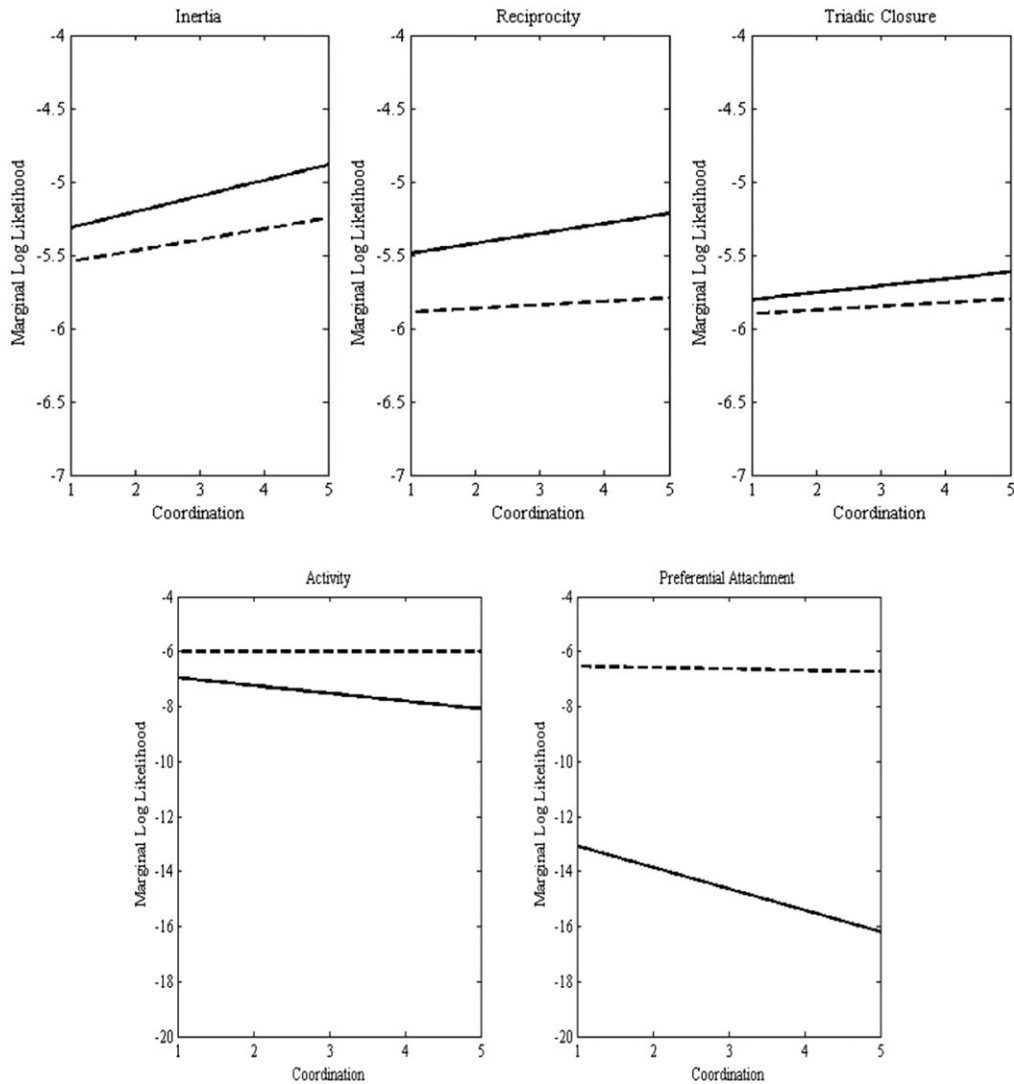 Inertia
Reciprocity
Triadic Closure
-4
-4.5
-5
-5.5
-6
-6.5
-7
Marginal Log Likelihood
1 2 3 4 5
Coordination
-4
-4.5
-5
-5.5
-6
-6.5
-7
Marginal Log Likelihood
1 2 3 4 5
Coordination
-4
-4.5
-5
-5.5
-6
-6.5
-7
Marginal Log Likelihood
1 2 3 4 5
Coordination
Activity
Preferential Attachment
-4
-6
-8
-10
-12
-14
-16
-18
-20
Marginal Log Likelihood
1 2 3 4 5
Coordination
-4
-6
-8
-10
-12
-14
-16
-18
-20
Marginal Log Likelihood
1 2 3 4 5
Coordination